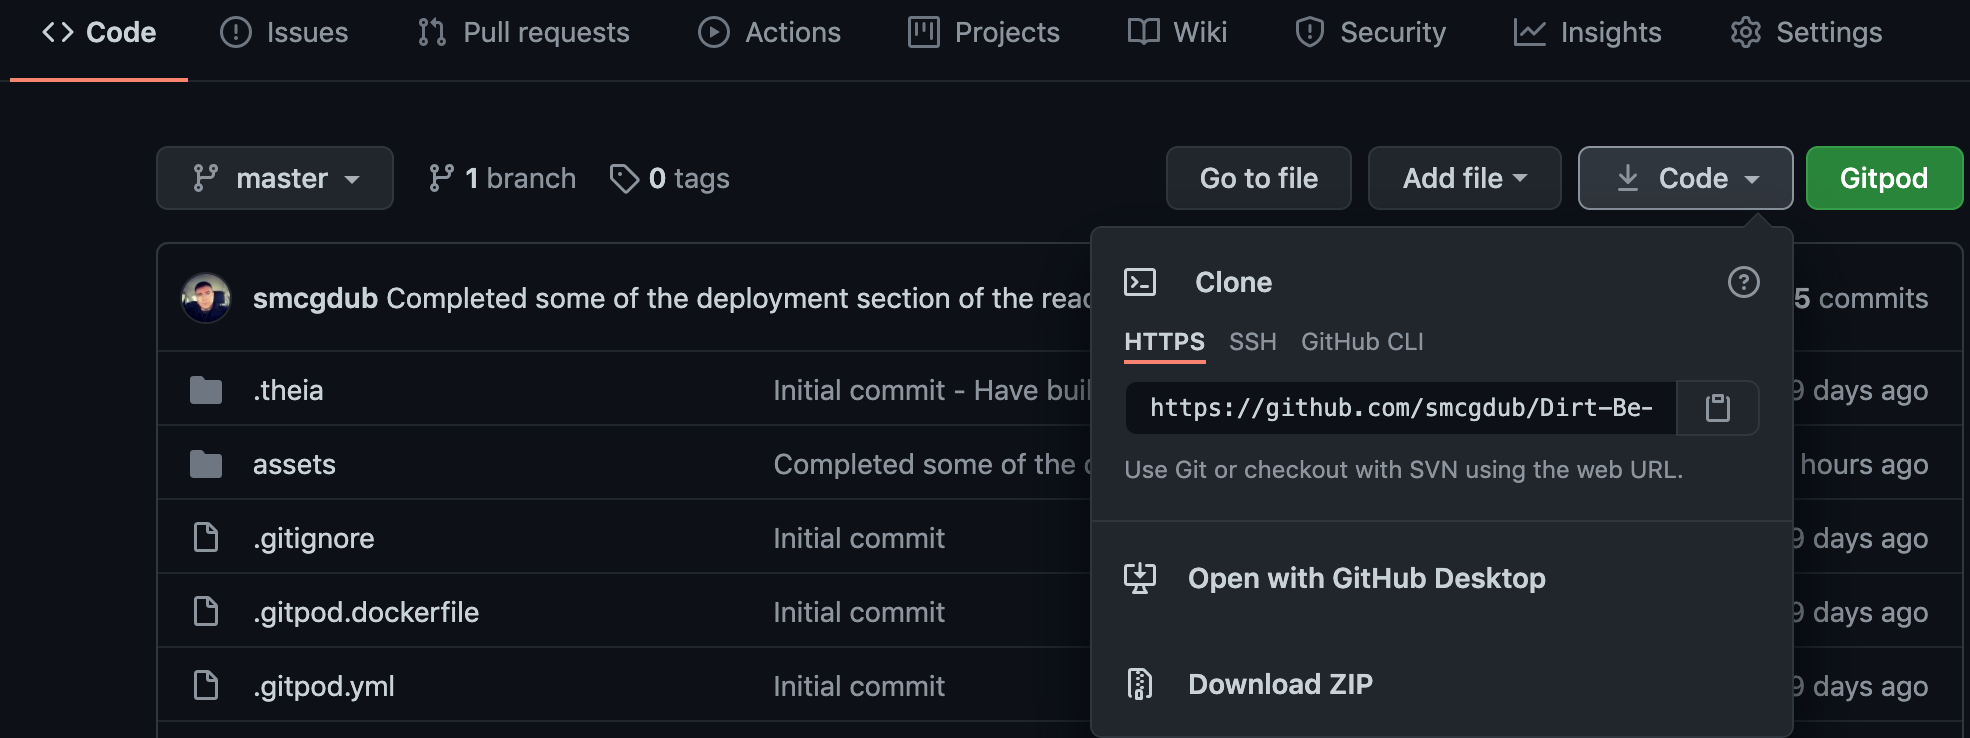 Code Issues Pull requests Actions Projects Wiki Security Insights Settings
master 1 branch 0 tags Go to file Add file Code Gitpod
smcgdub Completed some of the deployment section of the 5 commits
Clone
HTTPS SSH GitHub CLI
.theia Initial commit - Have 9 days ago
https://github.com/smcgdub/Dirt-Be-
assets Completed some of the hours ago
Use Git or checkout with SVN using the web URL.
.gitignore Initial commit 9 days ago
Open with GitHub Desktop
.gitpod.dockerfile Initial commit 9 days ago
.gitpod.yml Initial commit 9 days ago
Download ZIP